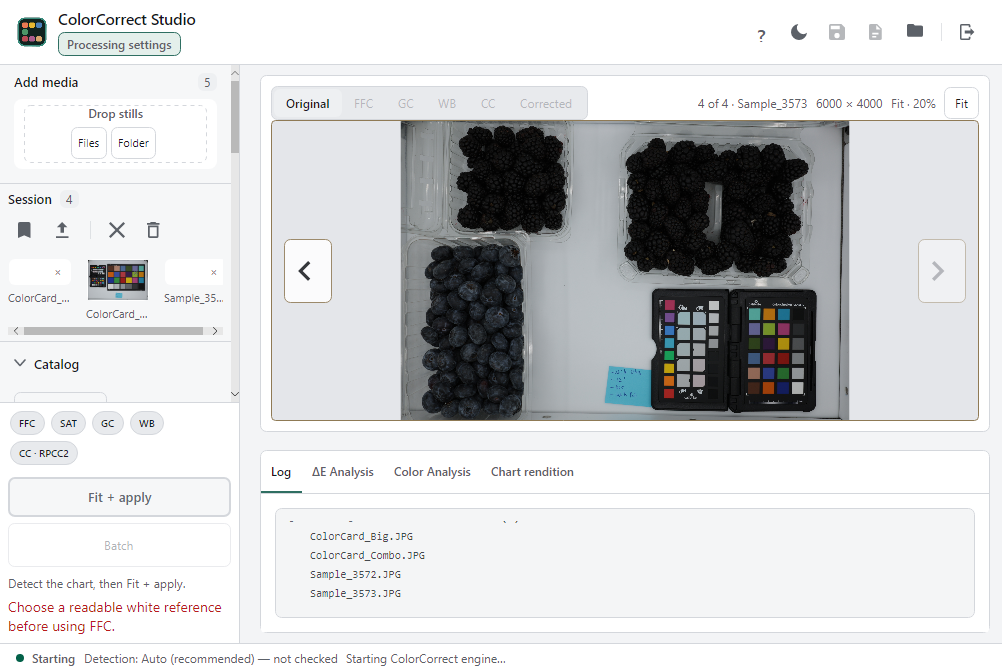 ColorCorrect Studio
Processing settings
?
Add media 5
Drop stills
Files Folder
Session 4
ColorCard_... ColorCard_... Sample_35...
Catalog
FFC SAT GC WB
CC · RPCC2
Fit + apply
Batch
Detect the chart, then Fit + apply.
Choose a readable white reference
before using FFC.
Original FFC GC WB CC Corrected
4 of 4 · Sample_3573 6000 × 4000 Fit · 20% Fit
Log ΔE Analysis Color Analysis Chart rendition
ColorCard_Big.JPG
ColorCard_Combo.JPG
Sample_3572.JPG
Sample_3573.JPG
Starting Detection: Auto (recommended) — not checked Starting ColorCorrect engine...